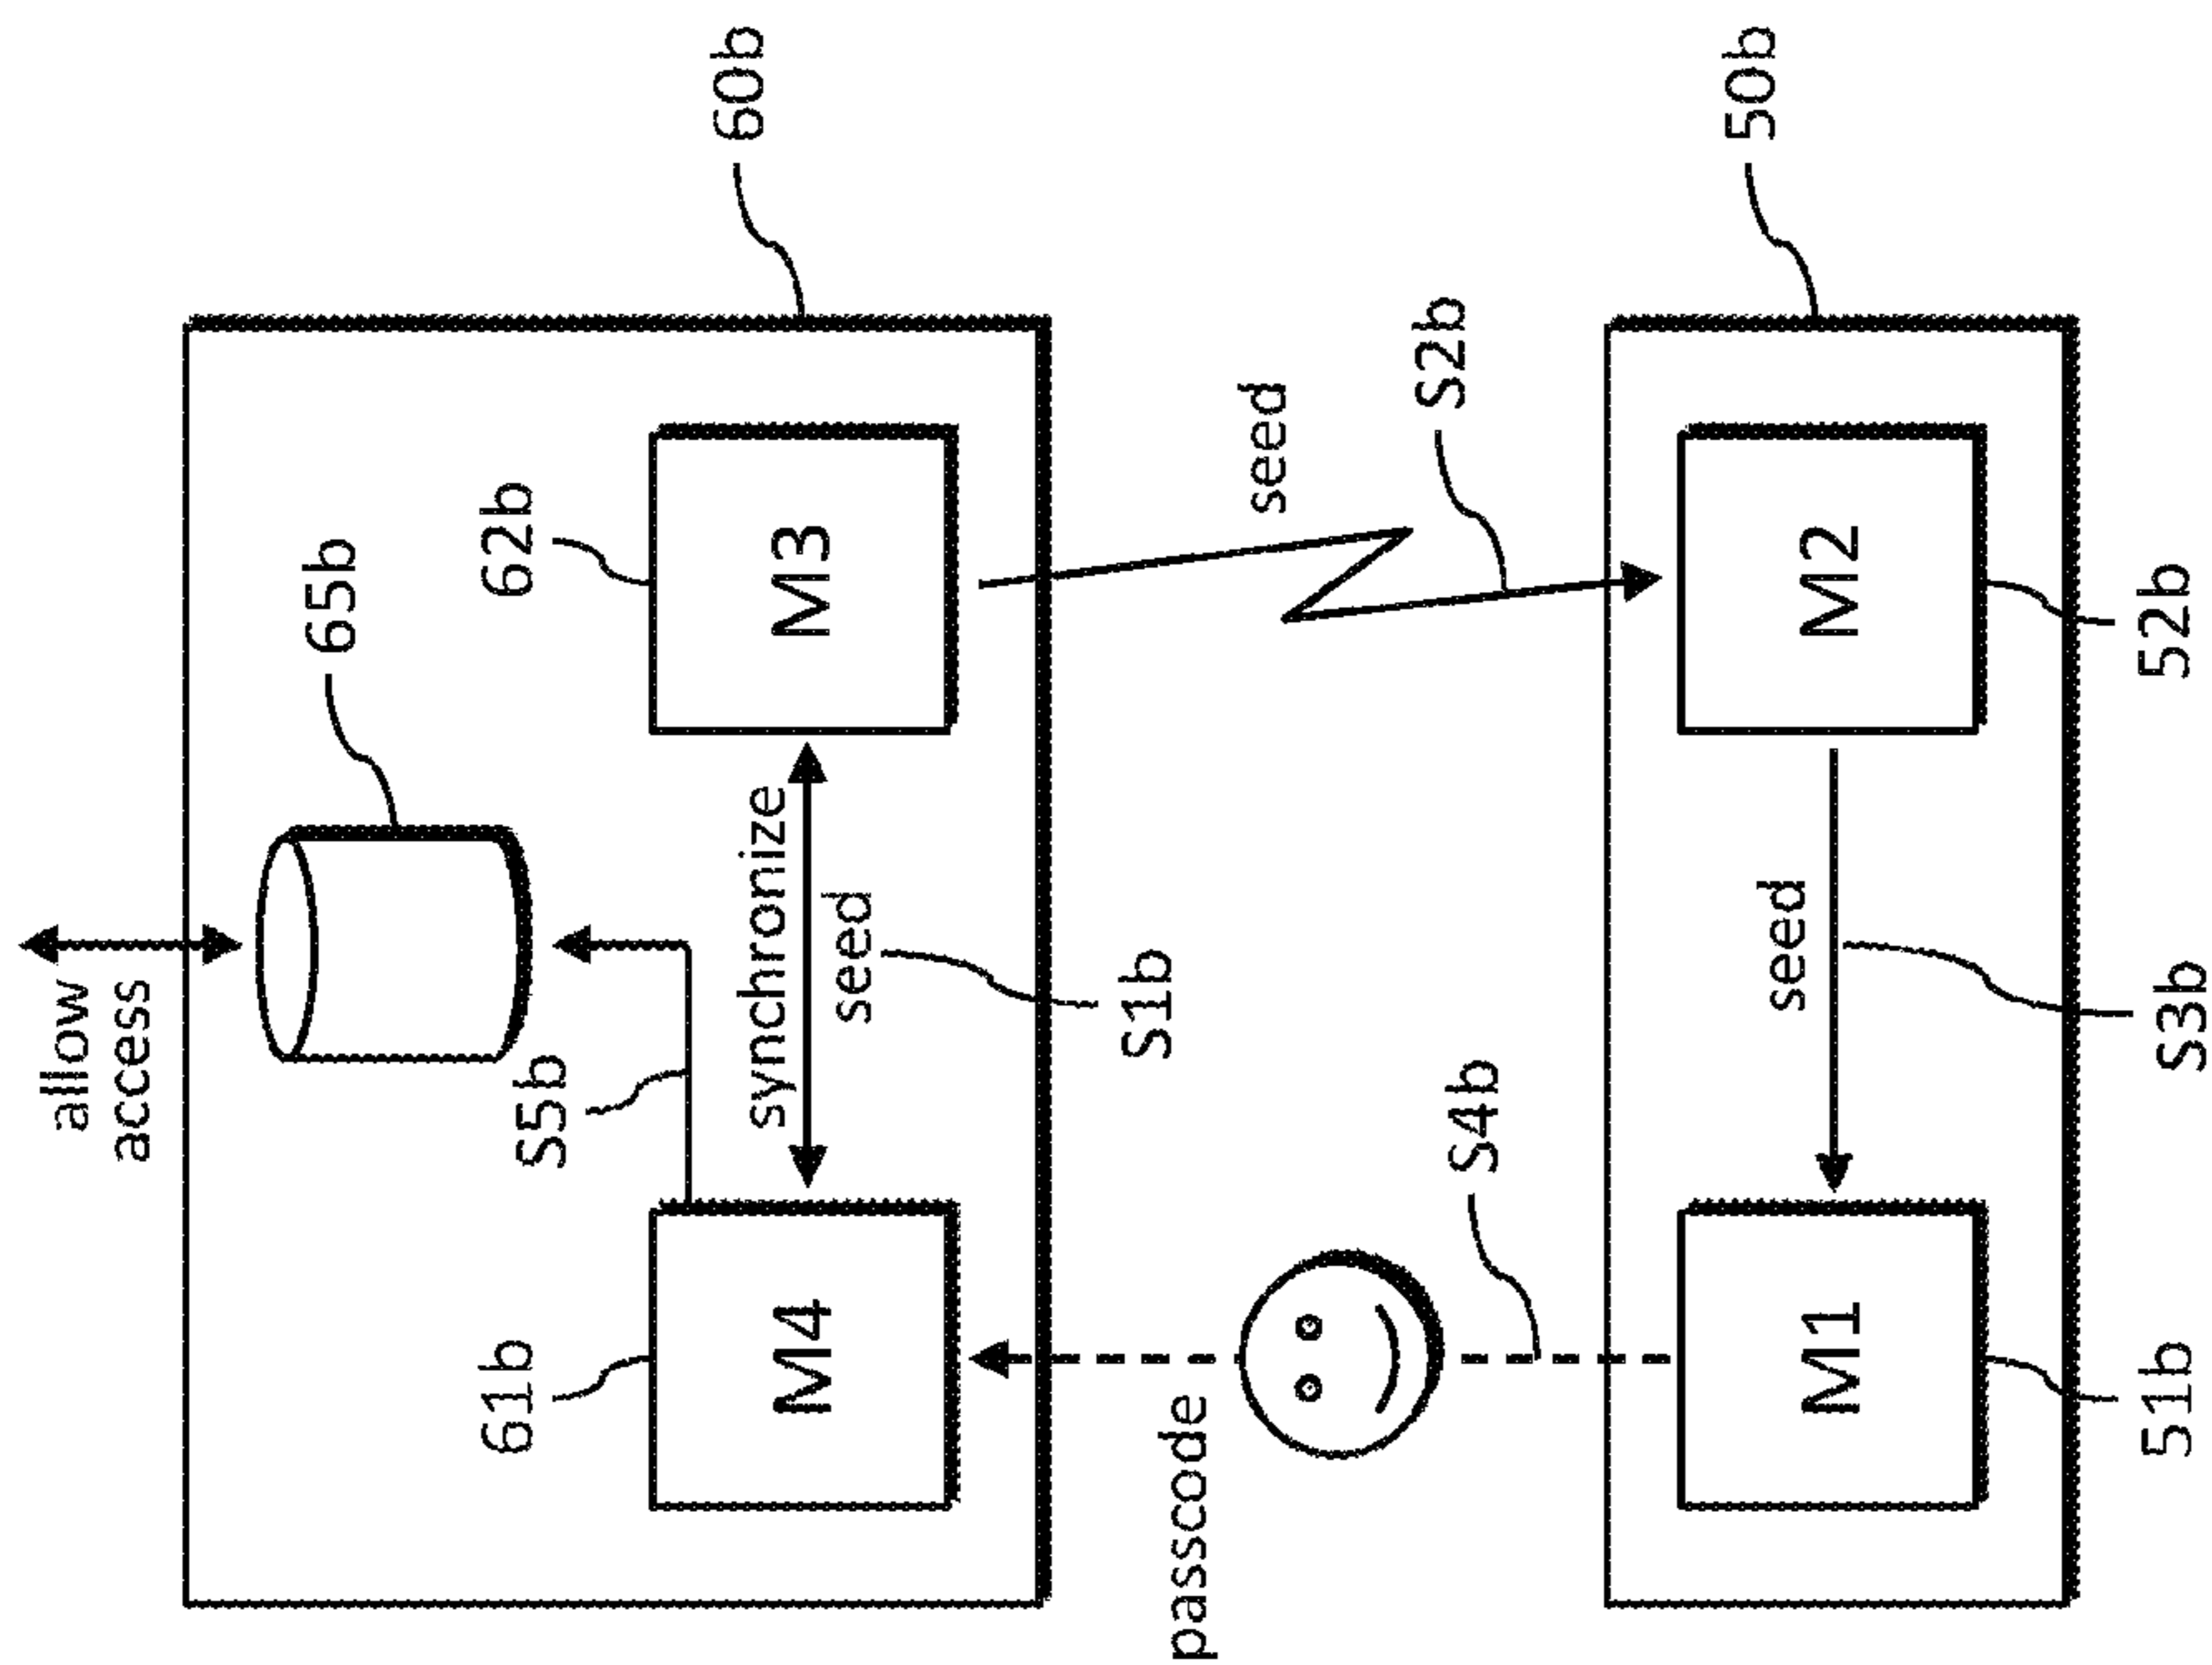 allow
access
65b
61b
62b
S5b
60b
synchronize
M4
M3
seed
S1b
passcode
seed
S2b
S4b
50b
seed
M1
M2
51b
S3b
52b